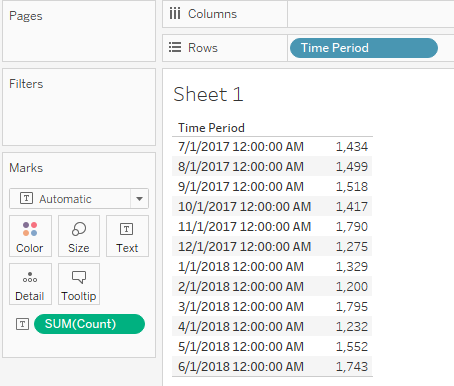 Pages
Columns
Rows
Time Period
Filters
Marks
Automatic
Color
Size
Text
Detail
Tooltip
SUM(Count)
Sheet 1
Time Period
7/1/2017 12:00:00 AM 1,434
8/1/2017 12:00:00 AM 1,499
9/1/2017 12:00:00 AM 1,518
10/1/2017 12:00:00 AM 1,417
11/1/2017 12:00:00 AM 1,790
12/1/2017 12:00:00 AM 1,275
1/1/2018 12:00:00 AM 1,329
2/1/2018 12:00:00 AM 1,200
3/1/2018 12:00:00 AM 1,795
4/1/2018 12:00:00 AM 1,232
5/1/2018 12:00:00 AM 1,552
6/1/2018 12:00:00 AM 1,743